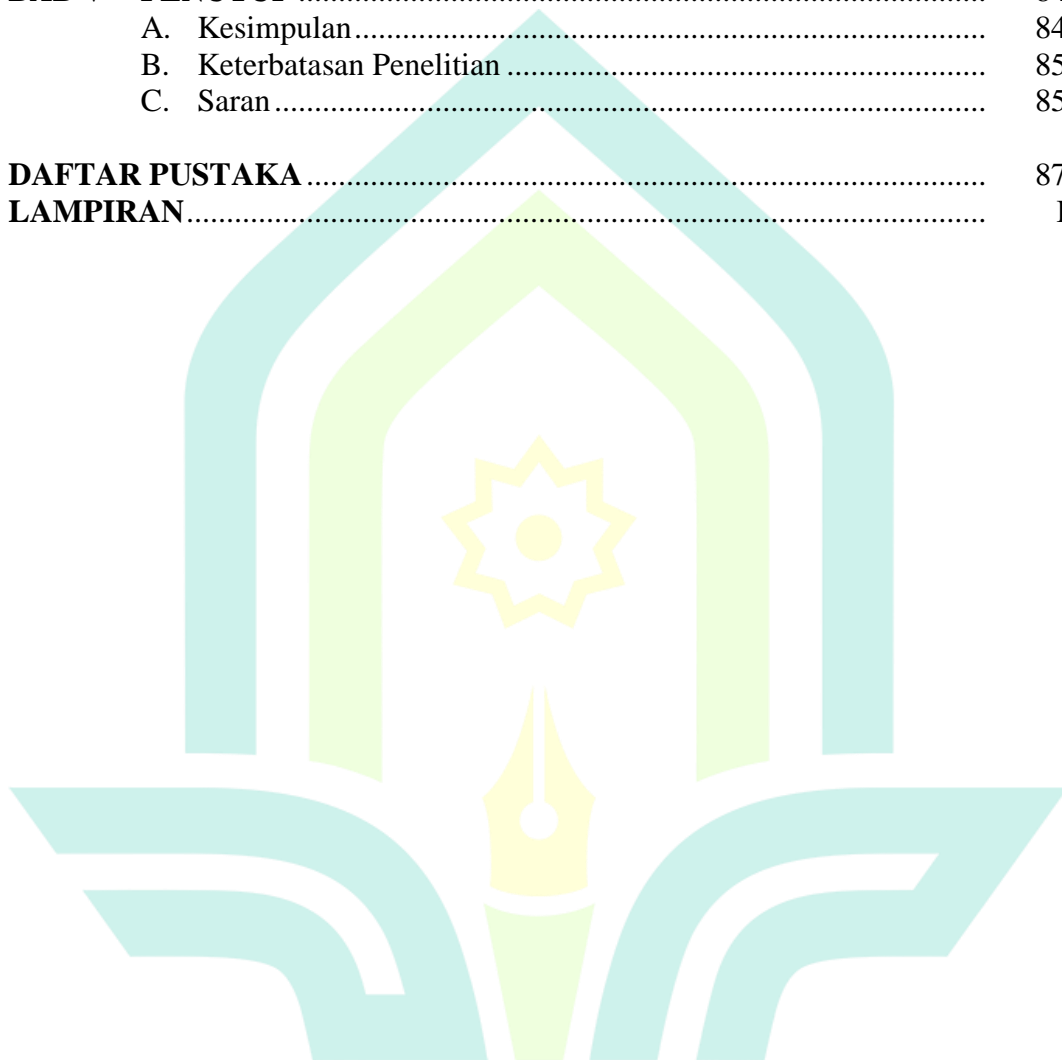 A. Kesimpulan ........................................................................................ 84
B. Keterbatasan Penelitian ................................................................... 85
C. Saran ................................................................................................... 85
DAFTAR PUSTAKA .............................................................................................. 87
LAMPIRAN ................................................................................................................ I